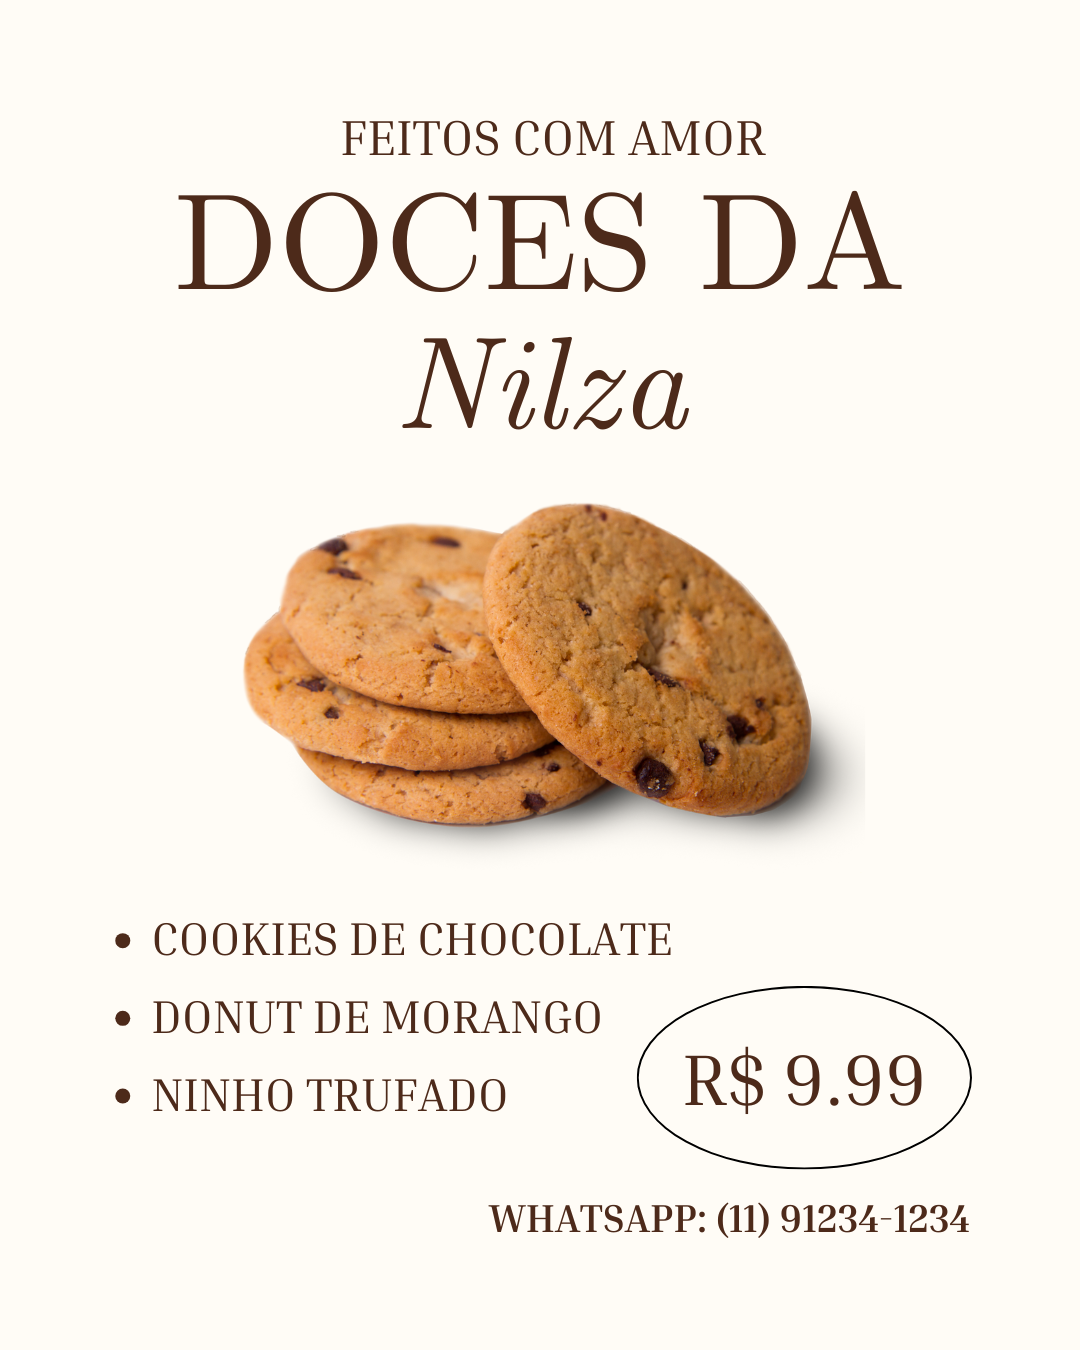 FEITOS COM AMOR
DOCES DA
Nilza
• COOKIES DE CHOCOLATE
• DONUT DE MORANGO
• NINHO TRUFADO
R$ 9.99
WHATSAPP: (11) 91234-1234